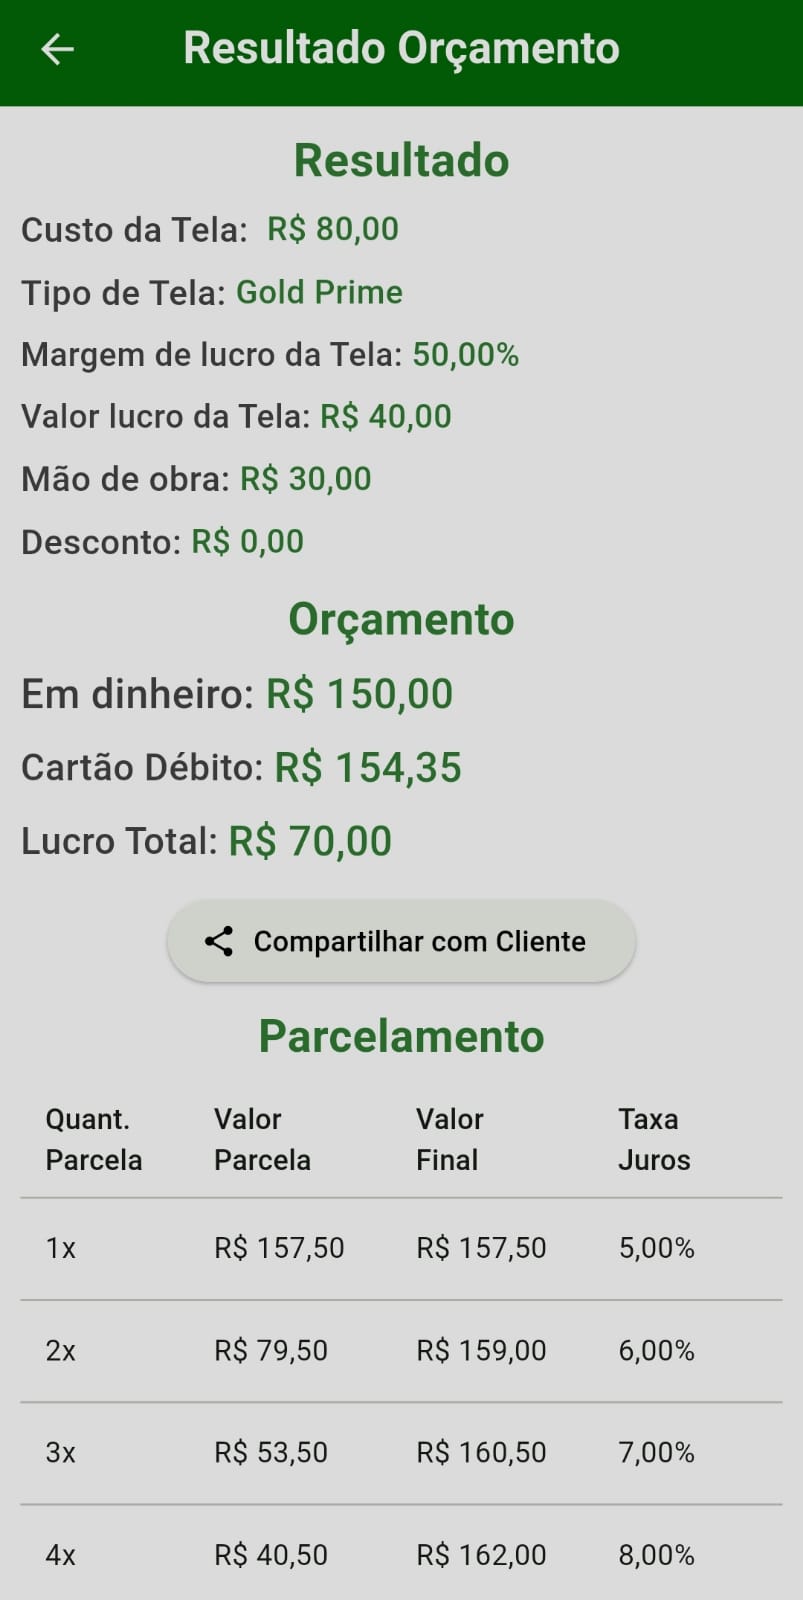 Resultado Orçamento
Resultado
Custo da Tela: R$ 80,00
Tipo de Tela: Gold Prime
Margem de lucro da Tela: 50,00%
Valor lucro da Tela: R$ 40,00
Mão de obra: R$ 30,00
Desconto: R$ 0,00
Orçamento
Em dinheiro: R$ 150,00
Cartão Débito: R$ 154,35
Lucro Total: R$ 70,00
Compartilhar com Cliente
Parcelamento
Quant. Valor Valor Taxa
Parcela Parcela Final Juros
1x R$ 157,50 R$ 157,50 5,00%
2x R$ 79,50 R$ 159,00 6,00%
3x R$ 53,50 R$ 160,50 7,00%
4x R$ 40,50 R$ 162,00 8,00%